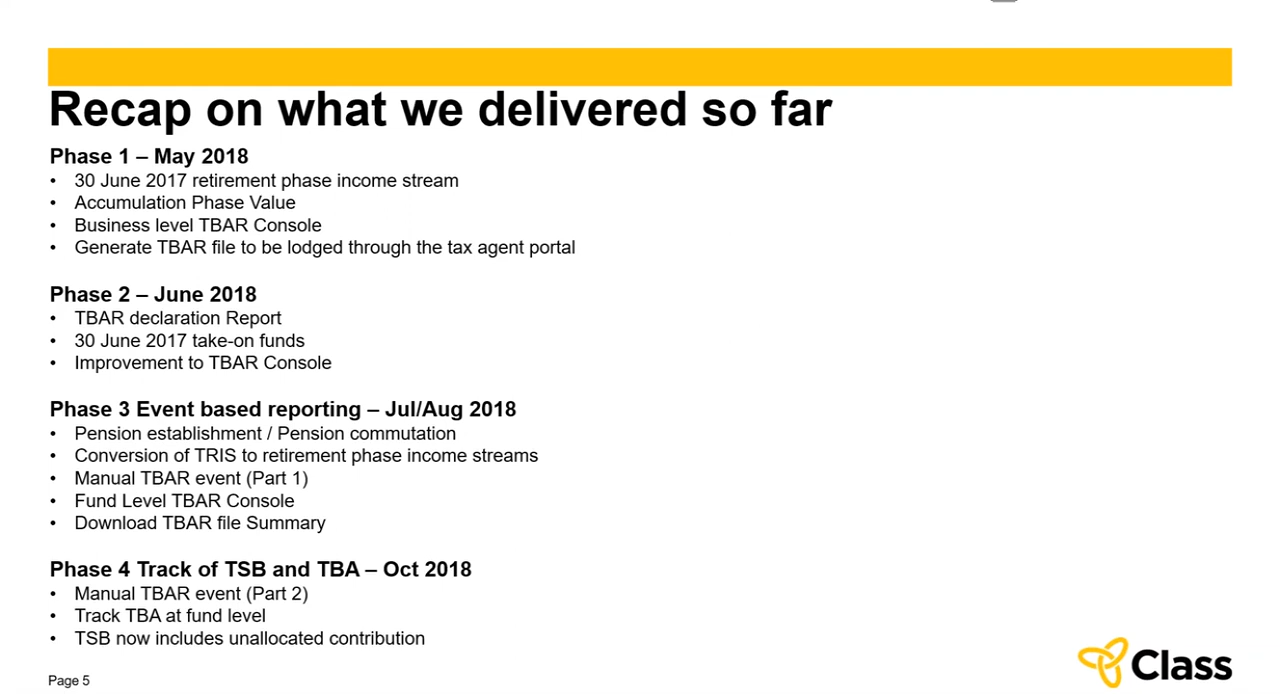 Recap on what we delivered so far
Phase 1 – May 2018
• 30 June 2017 retirement phase income stream
• Accumulation Phase Value
• Business level TBAR Console
• Generate TBAR file to be lodged through the tax agent portal
Phase 2 – June 2018
• TBAR declaration Report
• 30 June 2017 take-on funds
• Improvement to TBAR Console
Phase 3 Event based reporting – Jul/Aug 2018
• Pension establishment / Pension commutation
• Conversion of TRIS to retirement phase income streams
• Manual TBAR event (Part 1)
• Fund Level TBAR Console
• Download TBAR file Summary
Phase 4 Track of TSB and TBA – Oct 2018
• Manual TBAR event (Part 2)
• Track TBA at fund level
• TSB now includes unallocated contribution
Page 5
Class